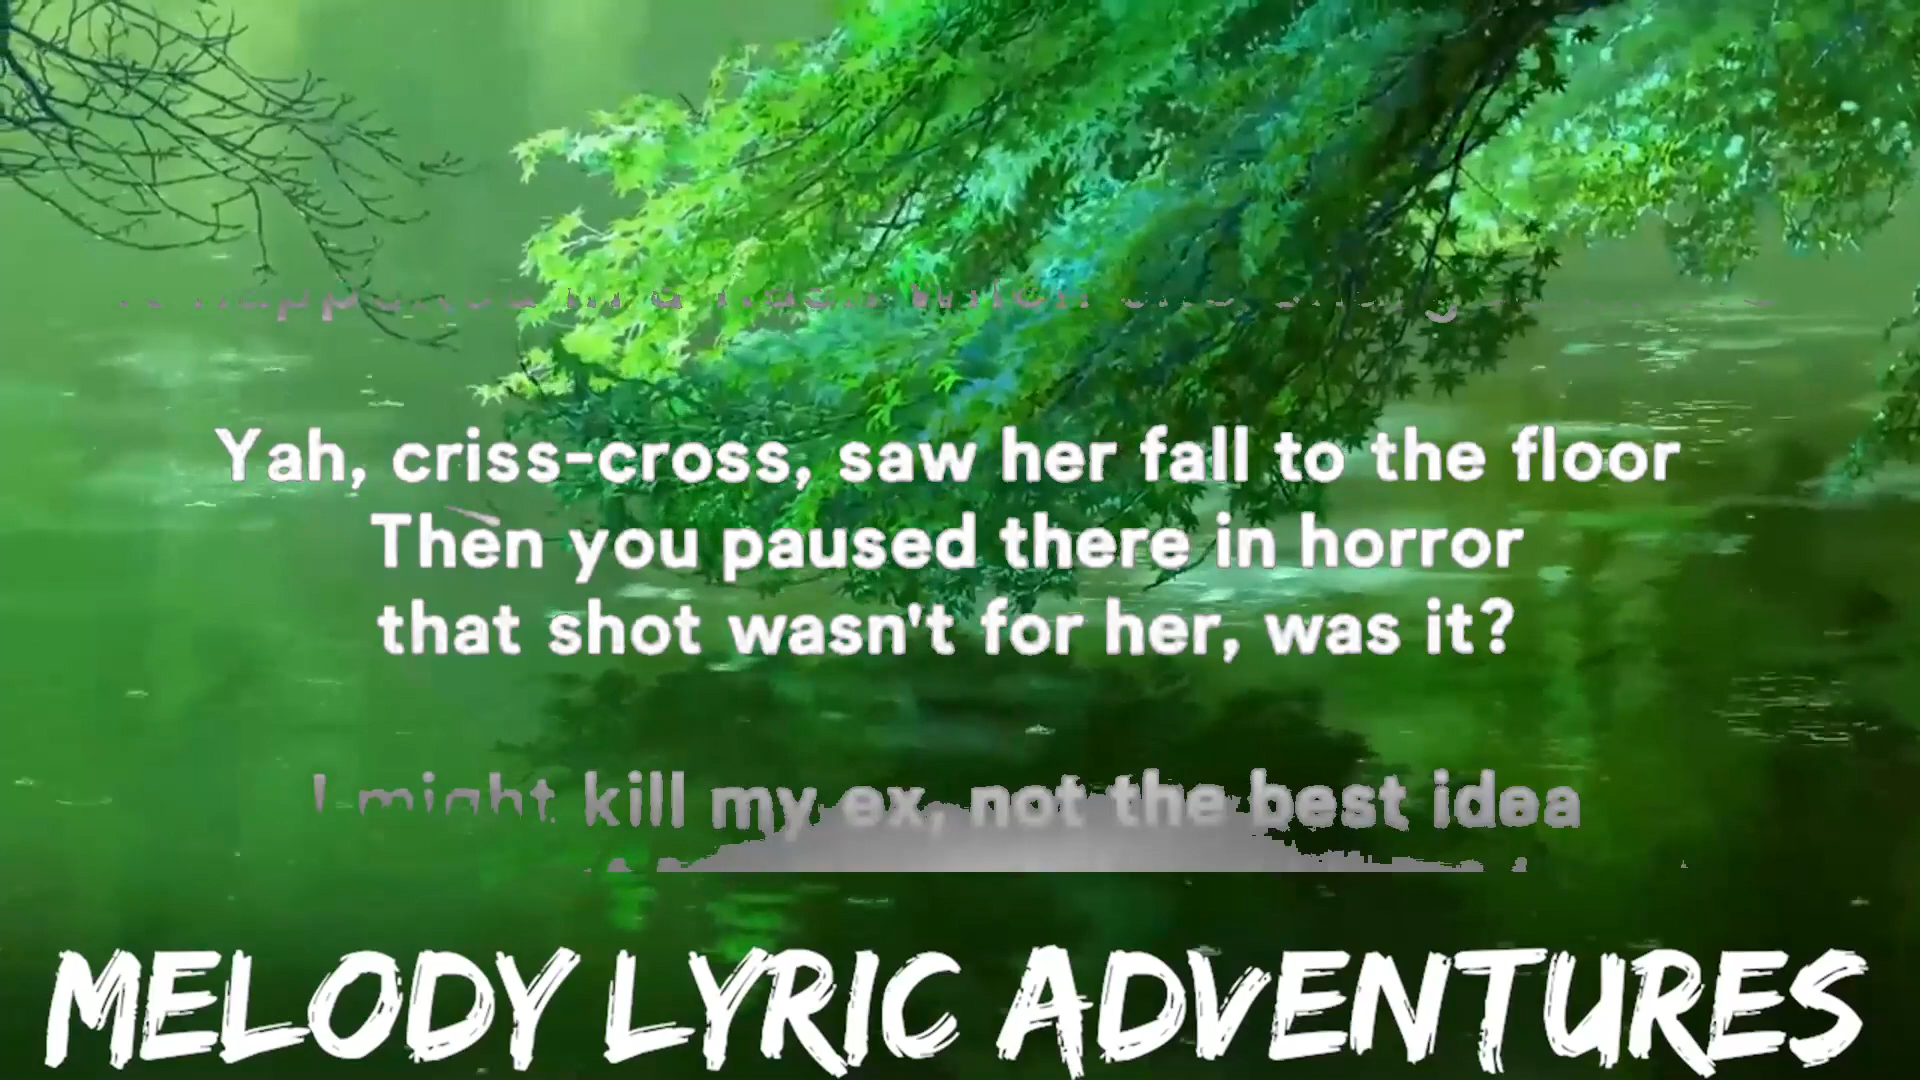 Yah, criss-cross, saw her fall to the floor
Then you paused there in horror
that shot wasn't for her, was it?
I might kill my ex, not the best idea
MELODY LYRIC ADVENTURES